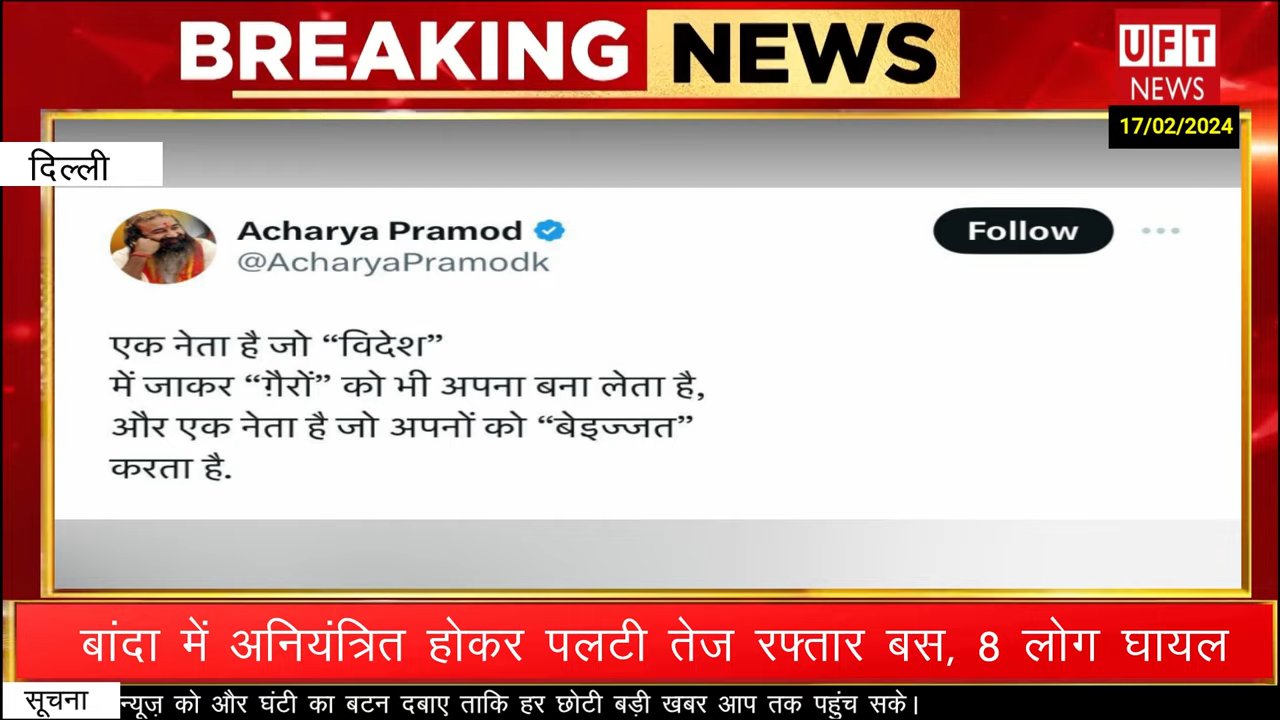 BREAKING NEWS
UFT
NEWS
17/02/2024
दिल्ली
Acharya Pramod
Follow
@AcharyaPramodk
एक नेता है जो “विदेश”
में जाकर “ग़ैरों” को भी अपना बना लेता है,
और एक नेता है जो अपनों को “बेइज्जत”
करता है.
बांदा में अनियंत्रित होकर पलटी तेज रफ्तार बस, 8 लोग घायल
सूचना
न्यूज़ को और घंटी का बटन दबाए ताकि हर छोटी बड़ी खबर आप तक पहुंच सके।